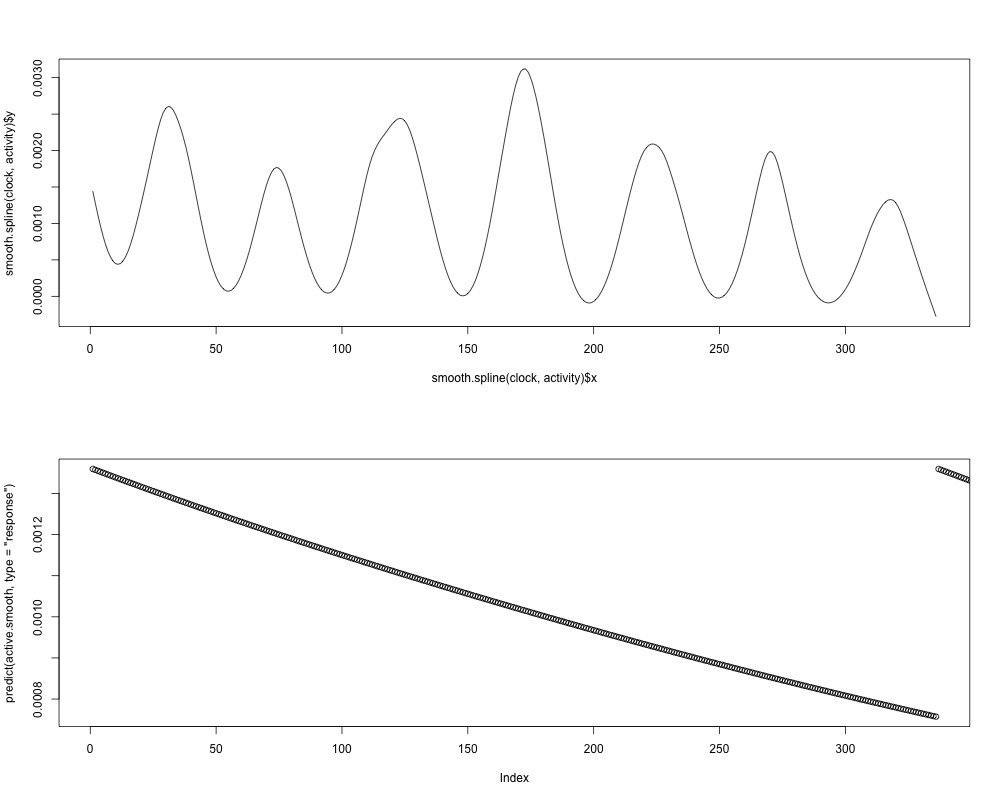 smooth.spline(clock, activity)$y
0.0030
0.0020
0.0010
0.0000
0 50 100 150 200 250 300
smooth.spline(clock, activity)$x
predict(active.smooth, type = "response")
0.0012
0.0010
0.0008
0 50 100 150 200 250 300
Index